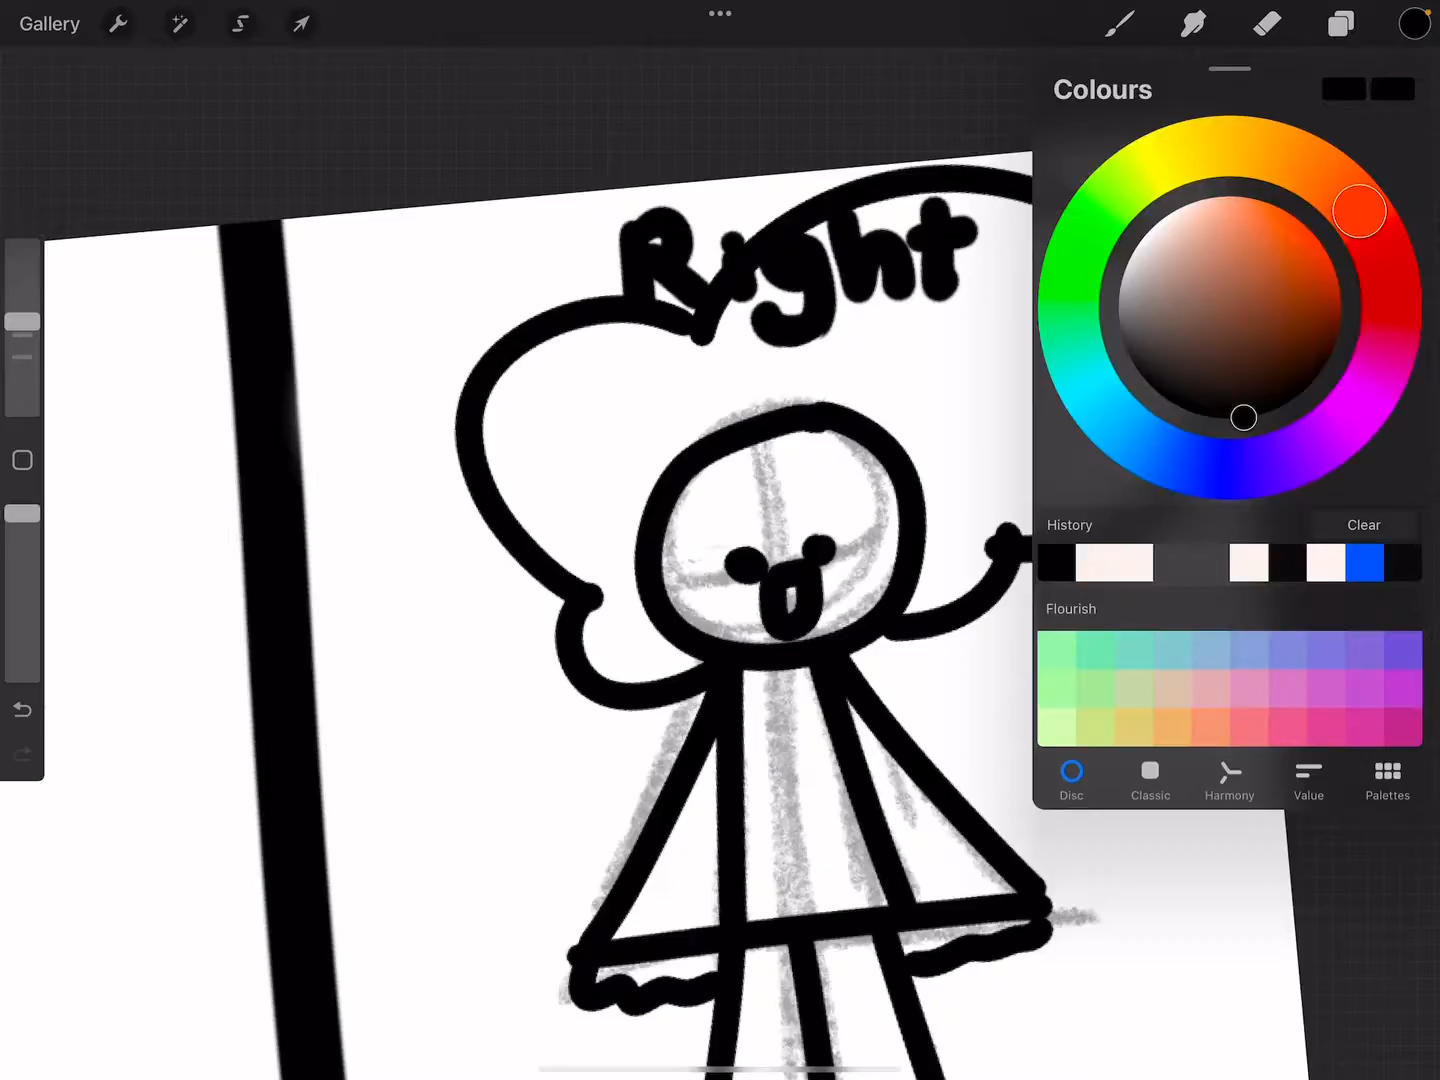 Gallery
Colours
Right
History
Clear
Flourish
Disc
Classic
Harmony
Value
Palettes